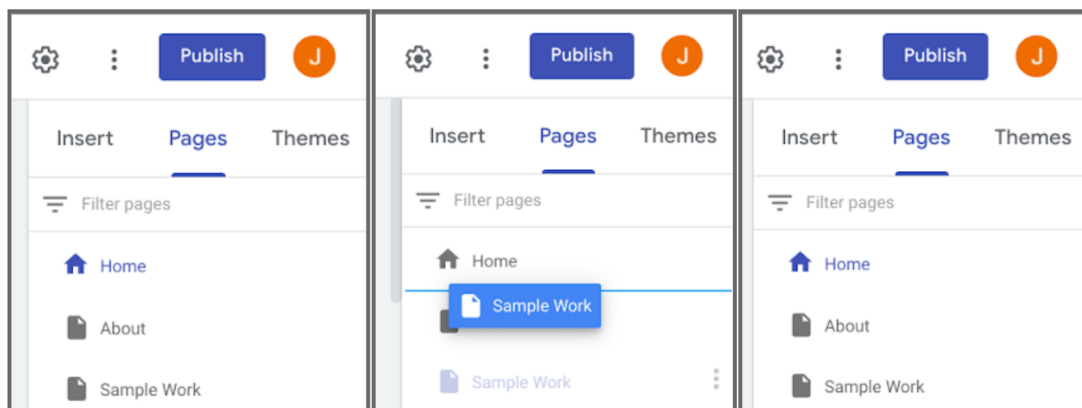 Publish
J
Insert Pages Themes
Filter pages
Home
About
Sample Work
Publish
J
Insert Pages Themes
Filter pages
Home
Sample Work
Sample Work
Publish
J
Insert Pages Themes
Filter pages
Home
About
Sample Work